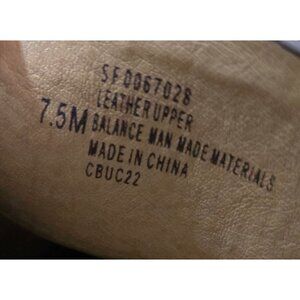 SF0067028
LEATHER UPPER
7.5M BALANCE MAN MADE MATERIALS
MADE IN CHINA
CBUC22